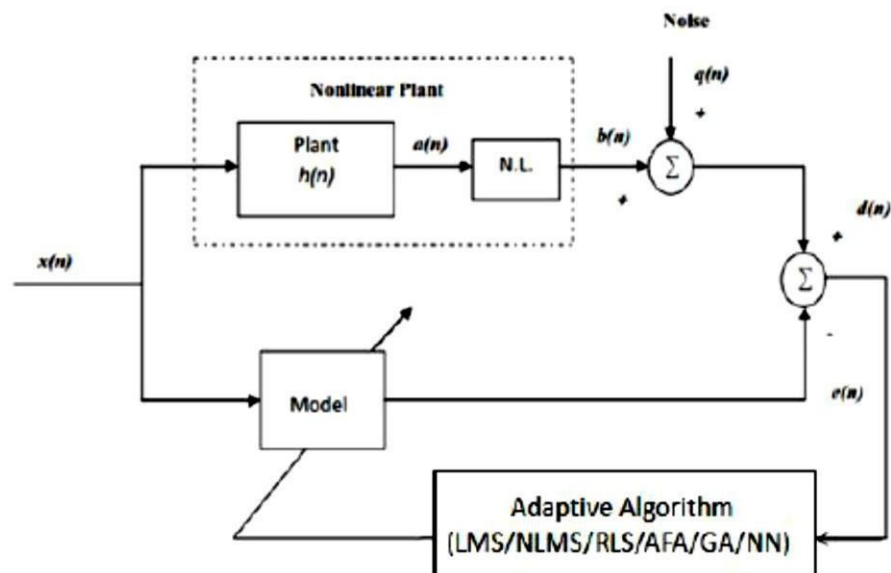 Noise
q(n)
+
Nonlinear Plant
Plant
h(n)
a(n)
N.L.
b(n)
Σ
+
d(n)
+
x(n)
Σ
-
Model
e(n)
Adaptive Algorithm
(LMS/NLMS/RLS/AFA/GA/NN)